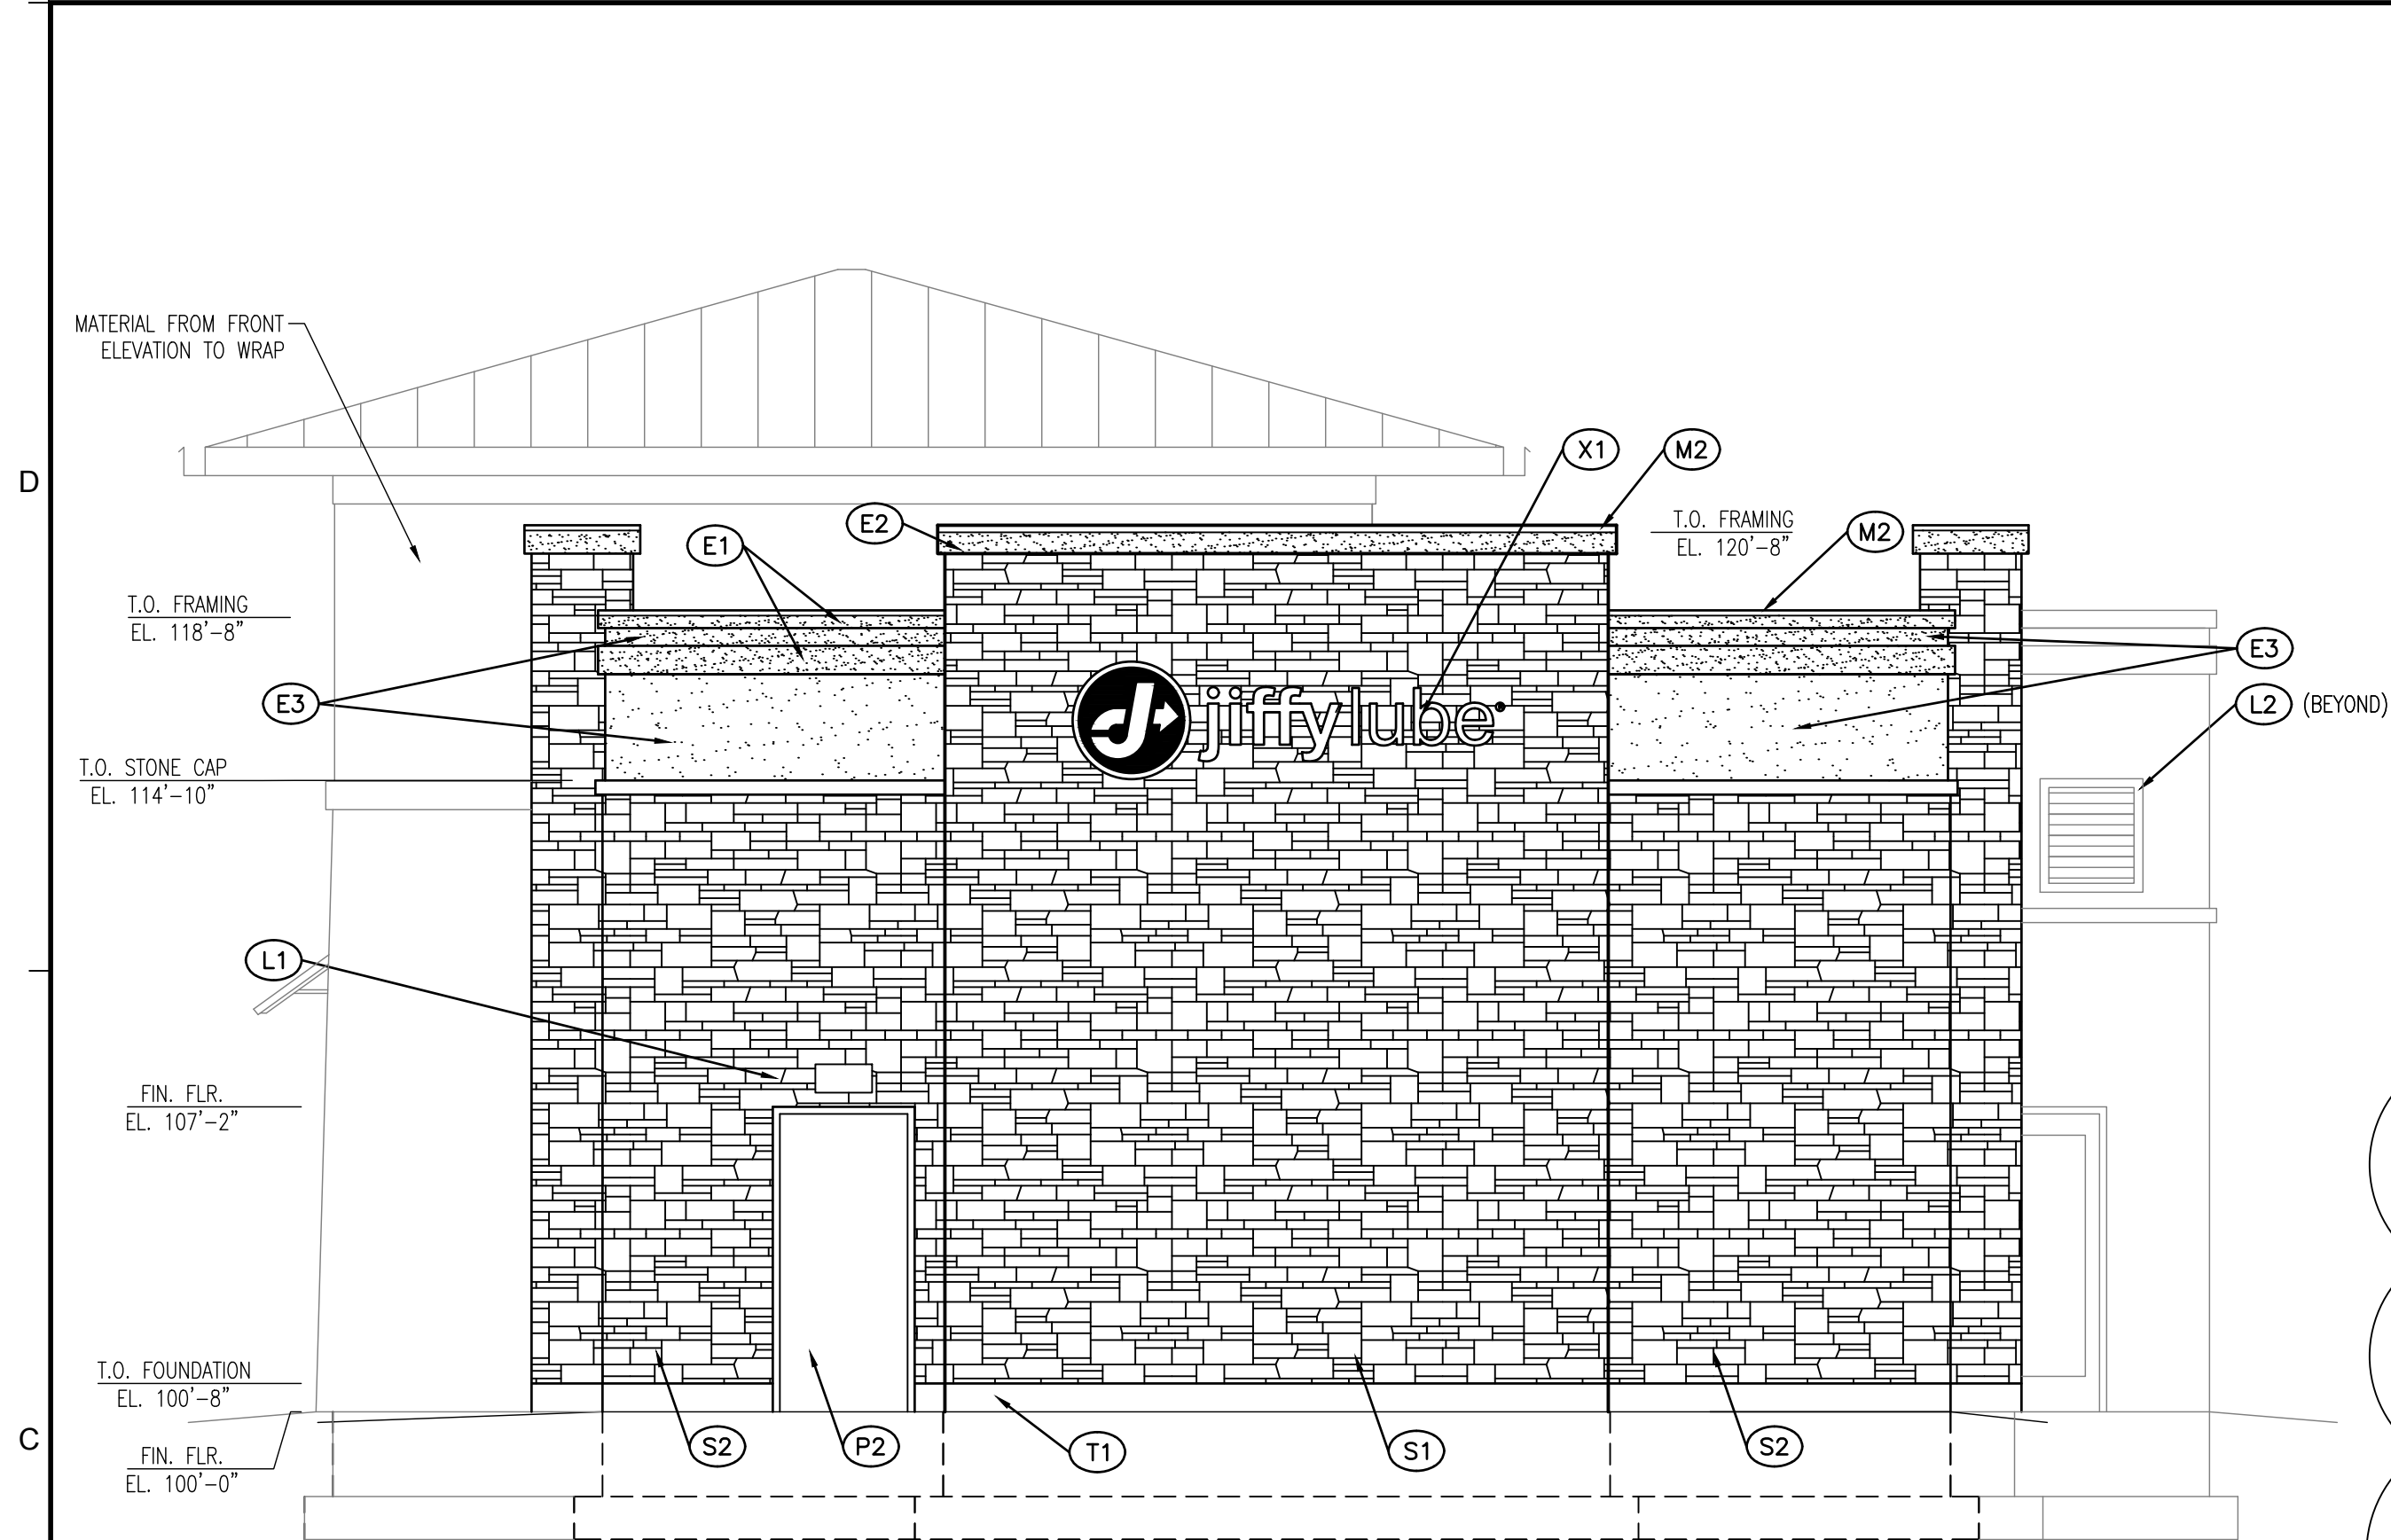 MATERIAL FROM FRONT
ELEVATION TO WRAP
D
X1
M2
E2
T.O. FRAMING
EL. 120'-8"
M2
E1
T.O. FRAMING
EL. 118'-8"
E3
E3
jiffy lube®
L2 (BEYOND)
T.O. STONE CAP
EL. 114'-10"
L1
FIN. FLR.
EL. 107'-2"
T.O. FOUNDATION
EL. 100'-8"
C
FIN. FLR.
EL. 100'-0"
S2
P2
T1
S1
S2